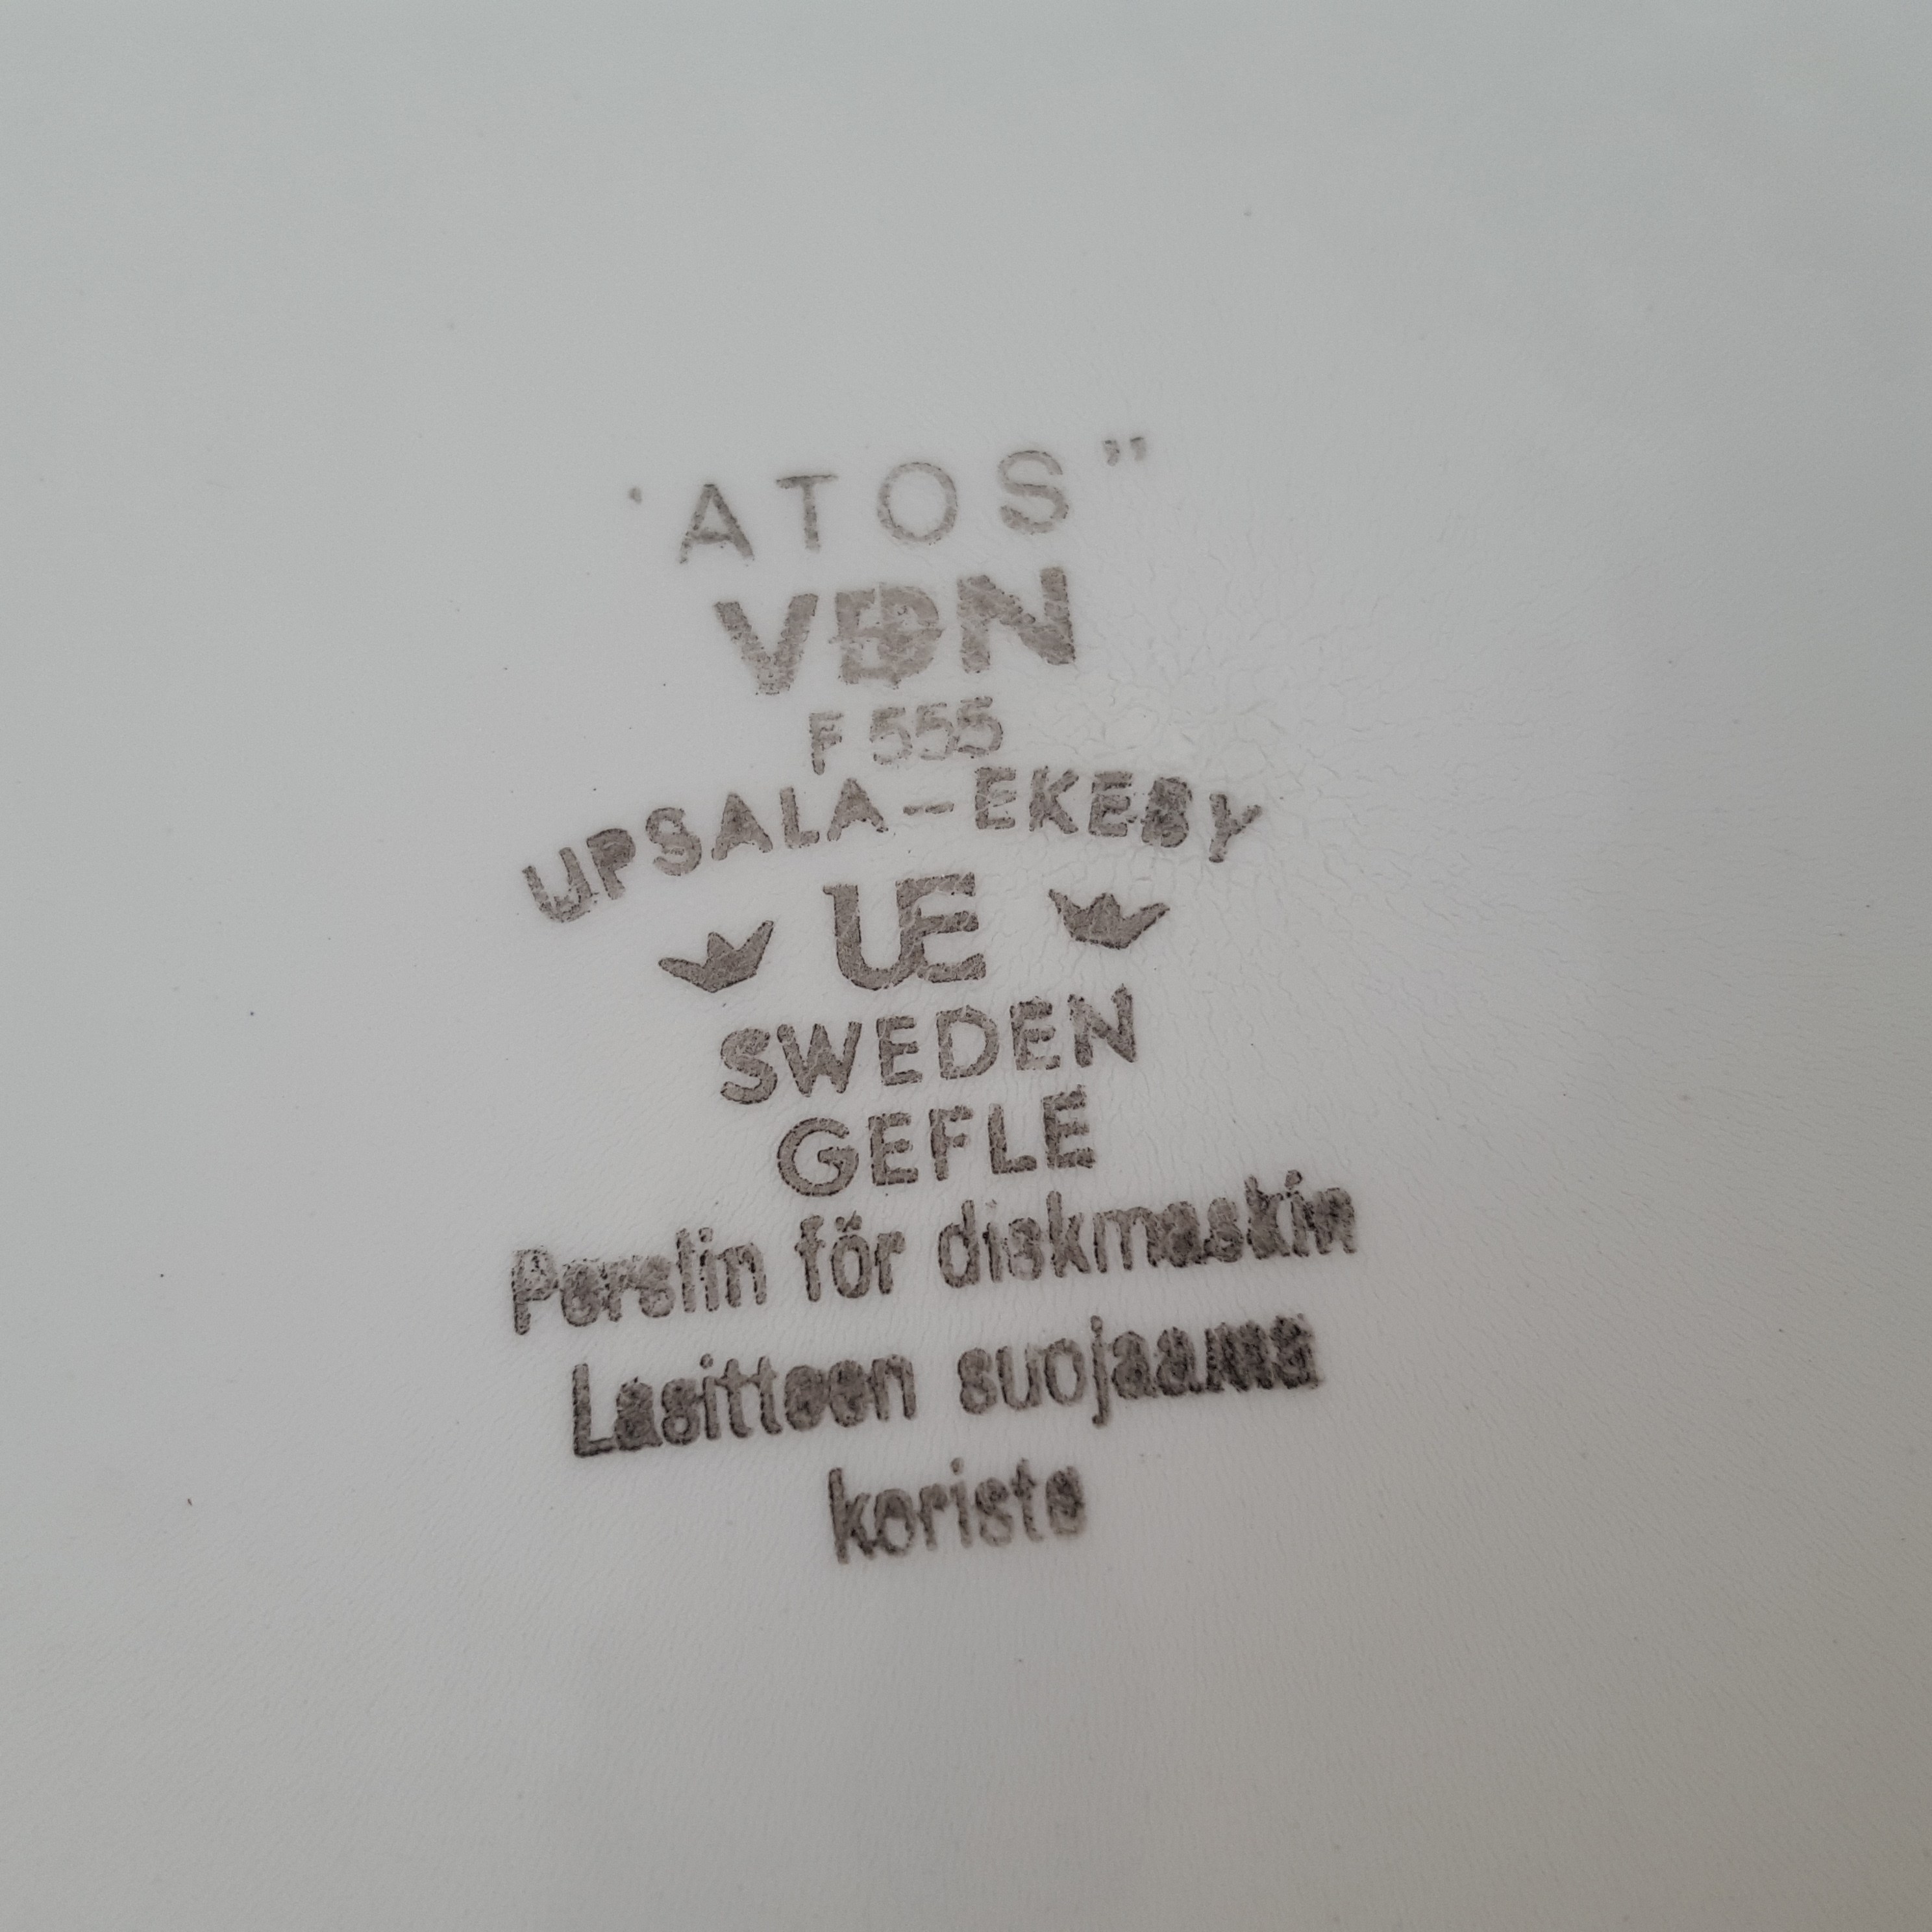 "ATOS"
VDN
F 555
UPSALA-EKEBY
UE
SWEDEN
GEFLE
Porslin för diskmaskin
Lasitteen suojaama
koriste